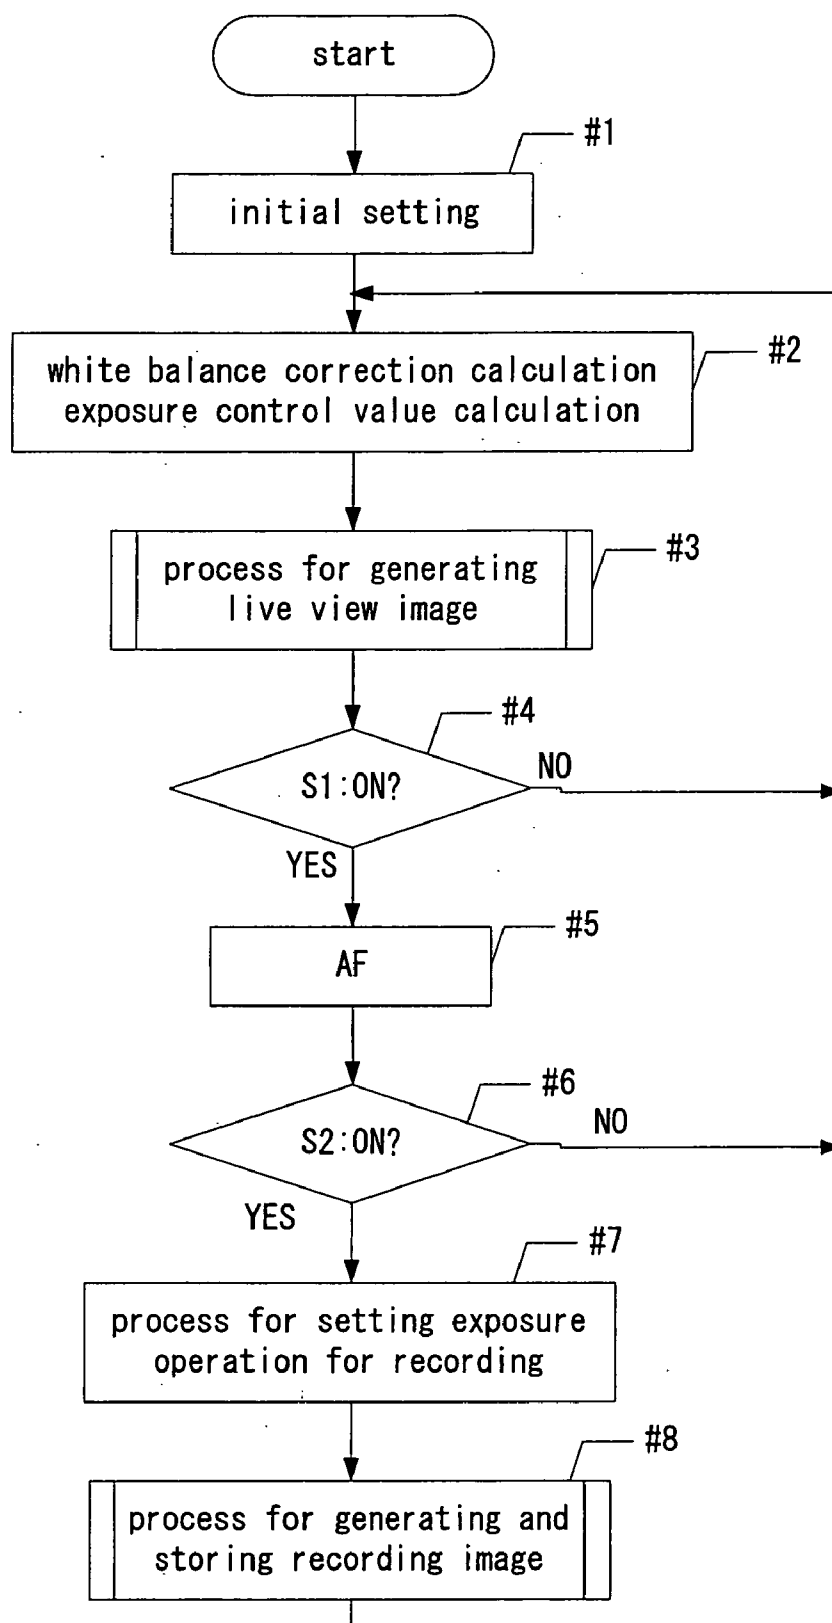 start
#1
initial setting
#2
white balance correction calculation
exposure control value calculation
#3
process for generating
live view image
#4
S1:ON?
NO
YES
#5
AF
#6
S2:ON?
NO
YES
#7
process for setting exposure
operation for recording
#8
process for generating and
storing recording image